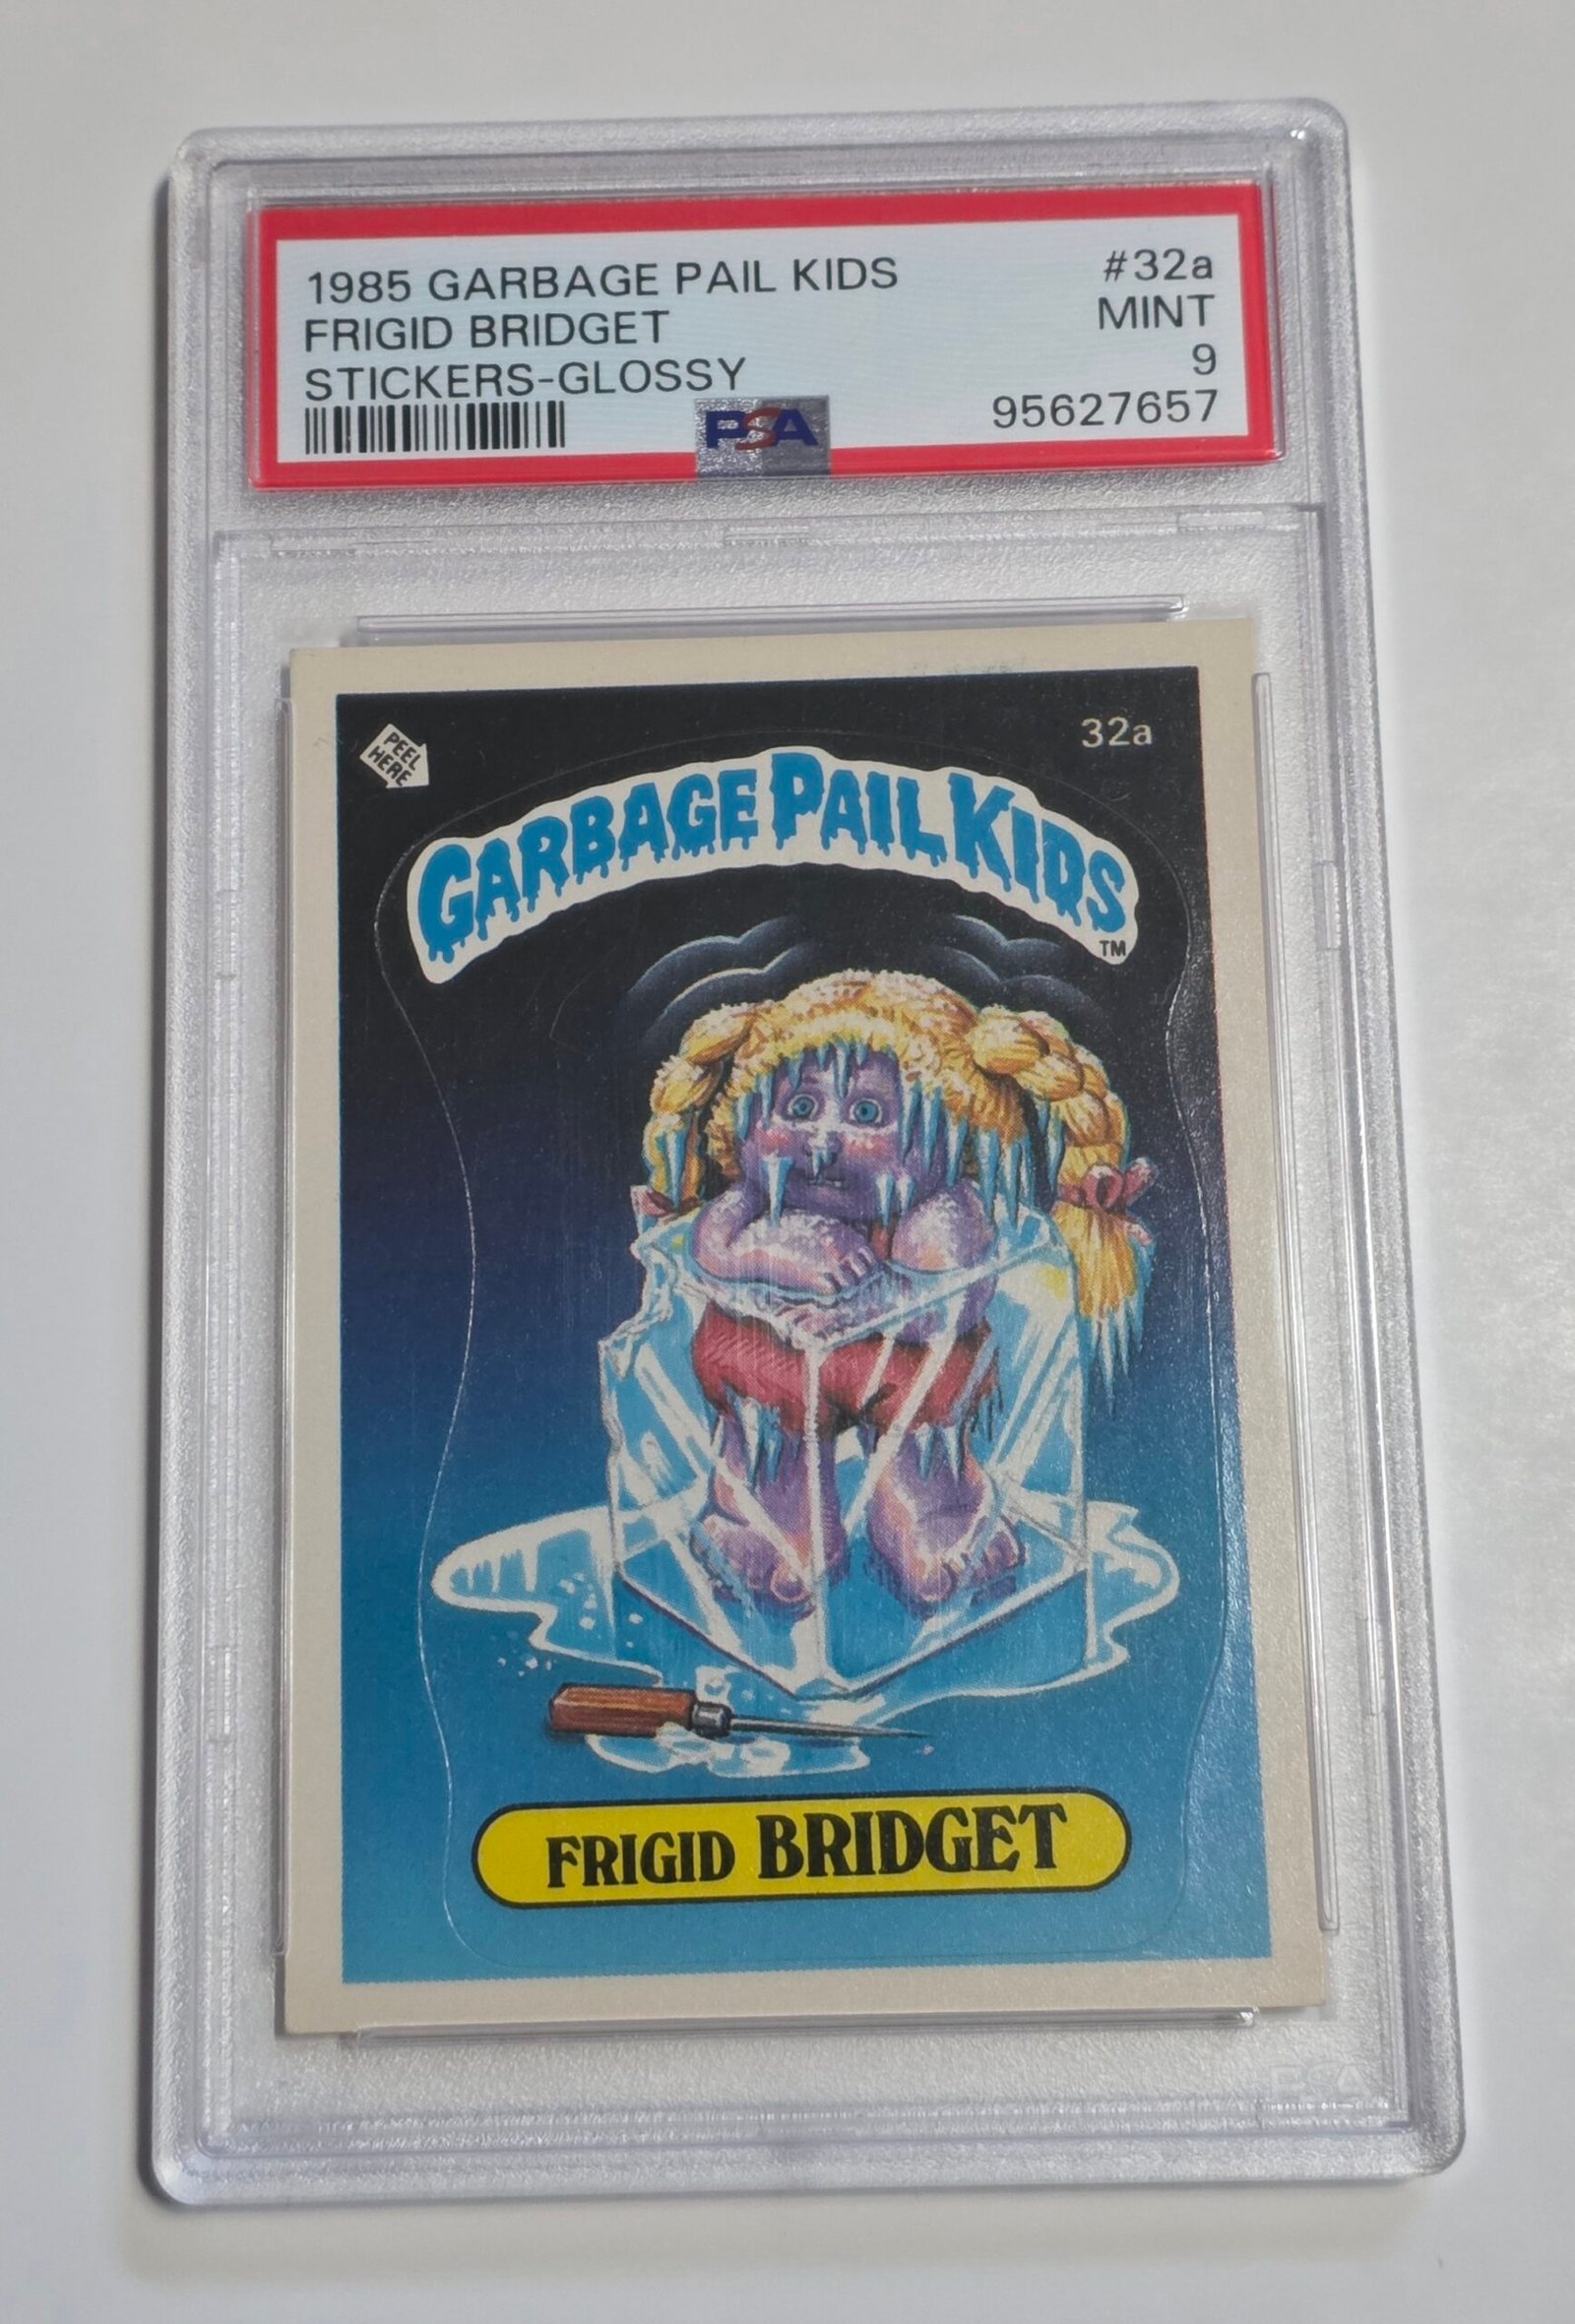 1985 GARBAGE PAIL KIDS #32a
FRIGID BRIDGET MINT
STICKERS-GLOSSY 9
PSA 95627657
PEEL
HERE
32a
GARBAGE PAIL KIDS
TM
FRIGID BRIDGET
PSA